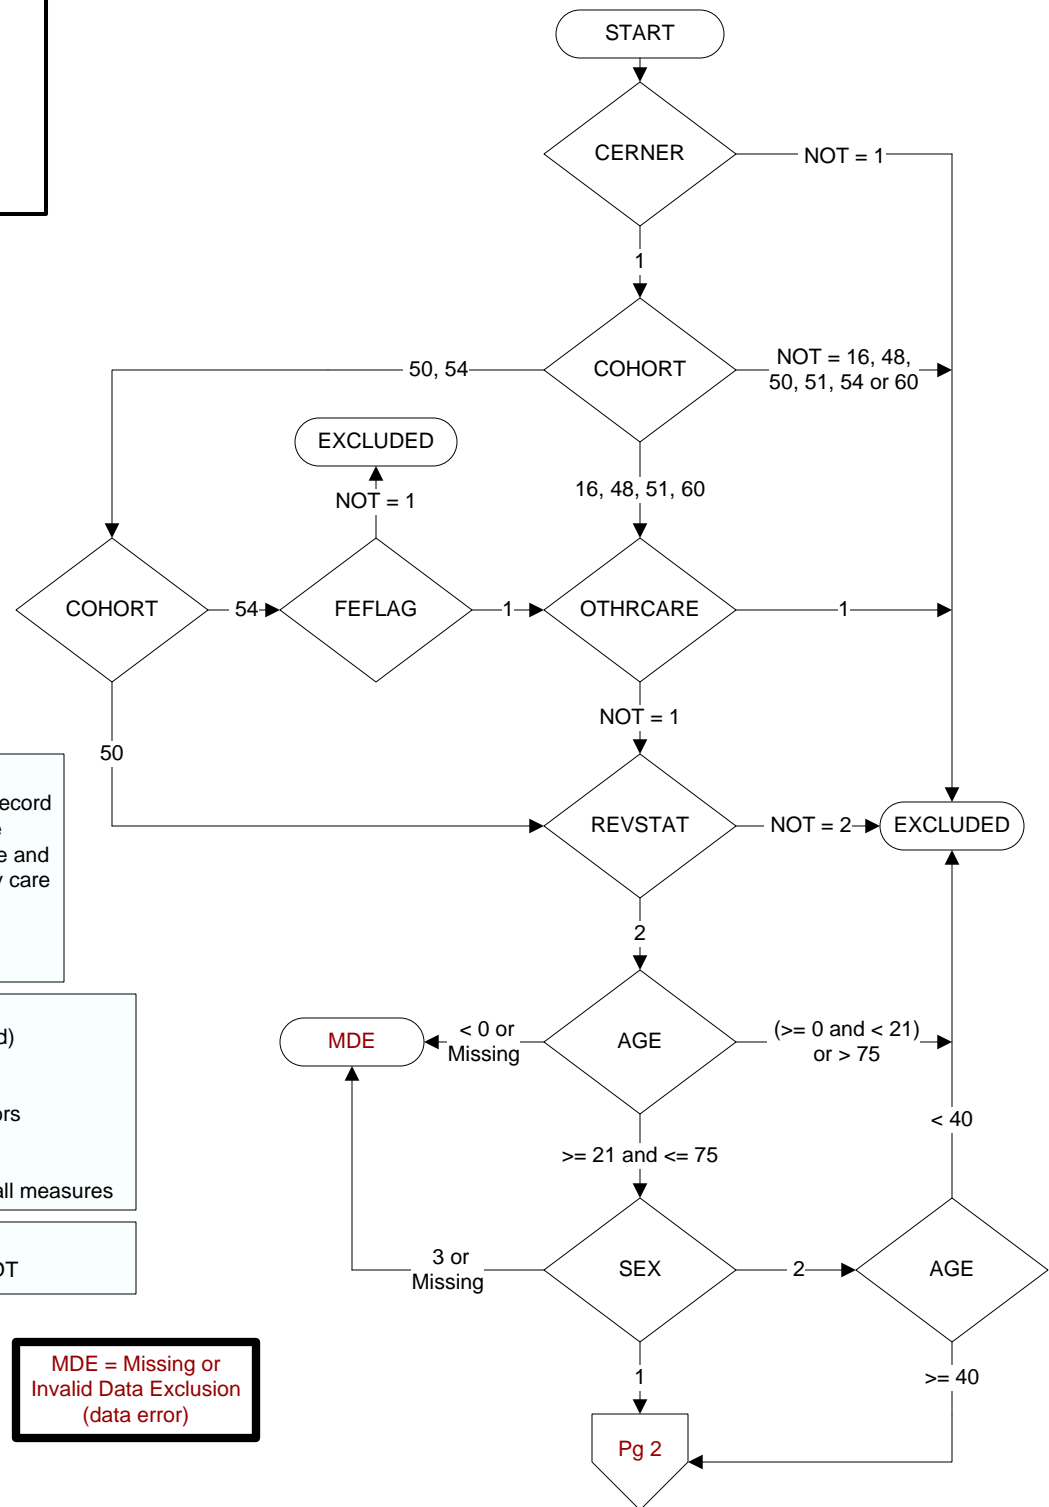 START
CERNER
NOT = 1
1
COHORT
50, 54
NOT = 16, 48,
50, 51, 54 or 60
EXCLUDED
NOT = 1
16, 48, 51, 60
COHORT
54
FEFLAG
1
OTHRCARE
1
NOT = 1
50
ecord
e
e and
y care
REVSTAT
NOT = 2
EXCLUDED
2
d)
ors
all measures
OT
MDE
< 0 or
Missing
AGE
(>= 0 and < 21)
or > 75
< 40
>= 21 and <= 75
3 or
Missing
SEX
2
AGE
1
>= 40
MDE = Missing or
Invalid Data Exclusion
(data error)
Pg 2